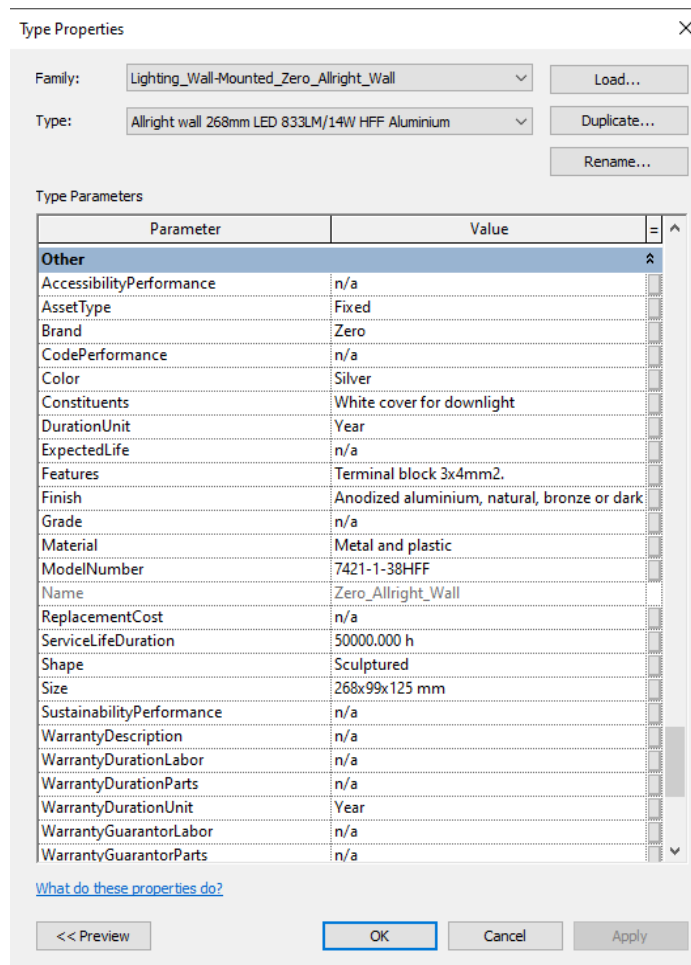 Type Properties
Family: Lighting_Wall-Mounted_Zero_Allright_Wall Load...
Type: Allright wall 268mm LED 833LM/14W HFF Aluminium Duplicate...
Rename...
Type Parameters
Parameter Value =
Other
AccessibilityPerformance n/a
AssetType Fixed
Brand Zero
CodePerformance n/a
Color Silver
Constituents White cover for downlight
DurationUnit Year
ExpectedLife n/a
Features Terminal block 3x4mm2.
Finish Anodized aluminium, natural, bronze or dark
Grade n/a
Material Metal and plastic
ModelNumber 7421-1-38HFF
Name Zero_Allright_Wall
ReplacementCost n/a
ServiceLifeDuration 50000.000 h
Shape Sculptured
Size 268x99x125 mm
SustainabilityPerformance n/a
WarrantyDescription n/a
WarrantyDurationLabor n/a
WarrantyDurationParts n/a
WarrantyDurationUnit Year
WarrantyGuarantorLabor n/a
WarrantyGuarantorParts n/a
What do these properties do?
<< Preview OK Cancel Apply